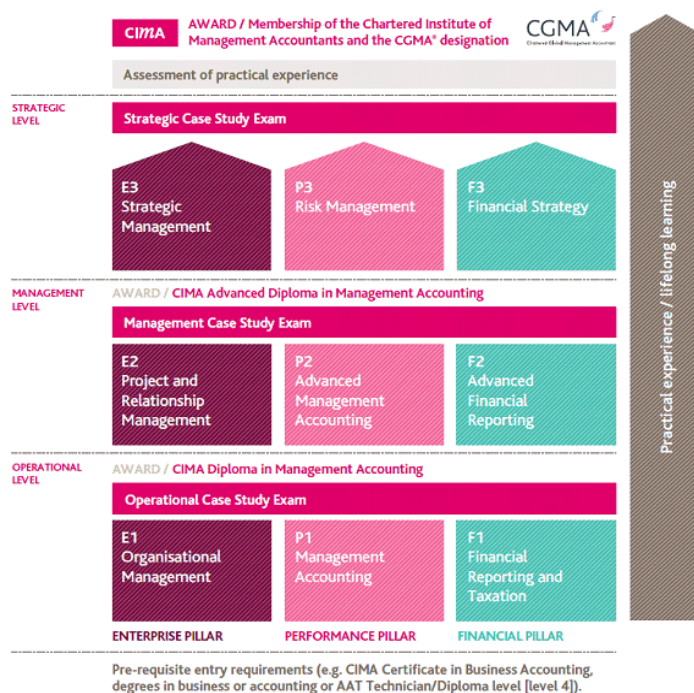 CIMA
AWARD / Membership of the Chartered Institute of
Management Accountants and the CGMA® designation
CGMA
Chartered Global Management Accountant
Assessment of practical experience
STRATEGIC
LEVEL
Strategic Case Study Exam
E3
Strategic
Management
P3
Risk Management
F3
Financial Strategy
MANAGEMENT
LEVEL
AWARD / CIMA Advanced Diploma in Management Accounting
Management Case Study Exam
E2
Project and
Relationship
Management
P2
Advanced
Management
Accounting
F2
Advanced
Financial
Reporting
OPERATIONAL
LEVEL
AWARD / CIMA Diploma in Management Accounting
Operational Case Study Exam
E1
Organisational
Management
P1
Management
Accounting
F1
Financial
Reporting and
Taxation
ENTERPRISE PILLAR
PERFORMANCE PILLAR
FINANCIAL PILLAR
Pre-requisite entry requirements (e.g. CIMA Certificate in Business Accounting,
degrees in business or accounting or AAT Technician/Diploma level [level 4]).
Practical experience / lifelong learning